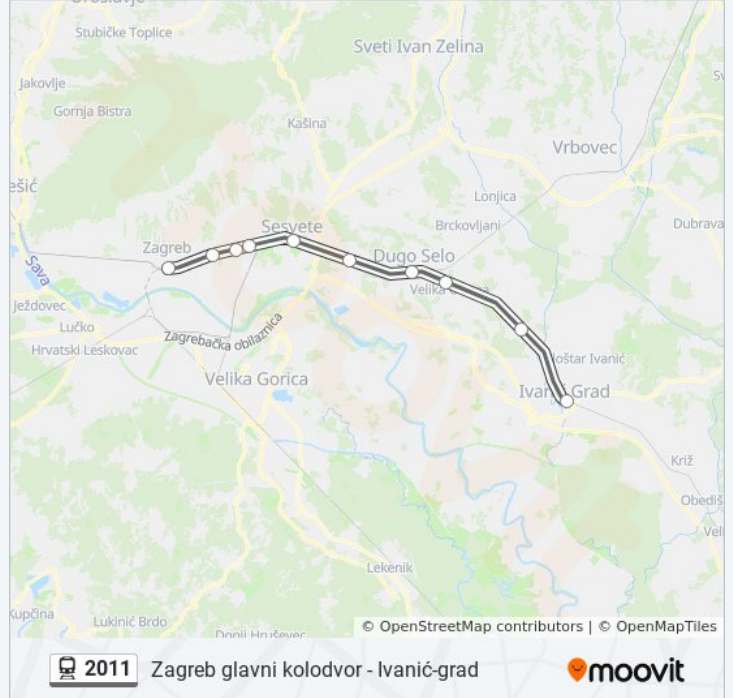 Stubičke Toplice
Sveti Ivan Zelina
Jakovlje
Gornja Bistra
Kašina
Vrbovec
Lonjica
Sesvete
Brckovljani
Dubrava
Zagreb
Dugo Selo
Sava
Velika
Ježdovec
Lučko
Zagrebačka obilaznica
Hrvatski Leskovac
Velika Gorica
Grad
Križ
Lekenik
Lukinić Brdo
© OpenStreetMap contributors | © OpenMapTiles
2011 Zagreb glavni kolodvor - Ivanić-grad moovit